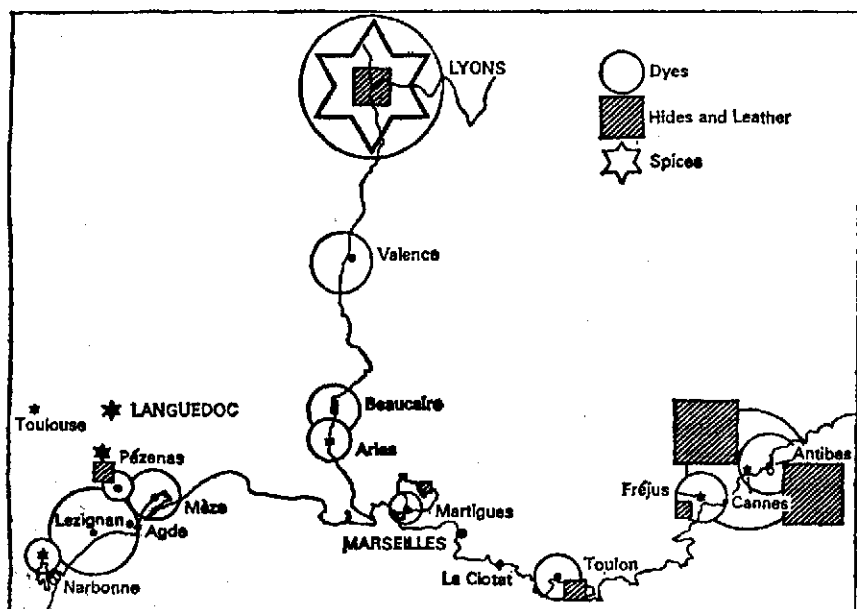 LYONS
Dyes
Hides and Leather
Spices
Valence
Beaucaire
Arles
Toulouse
LANGUEDOC
Pézenas
Mèze
Lezignan
Agde
Narbonne
Martigues
MARSEILLES
La Ciotat
Toulon
Fréjus
Cannes
Antibes